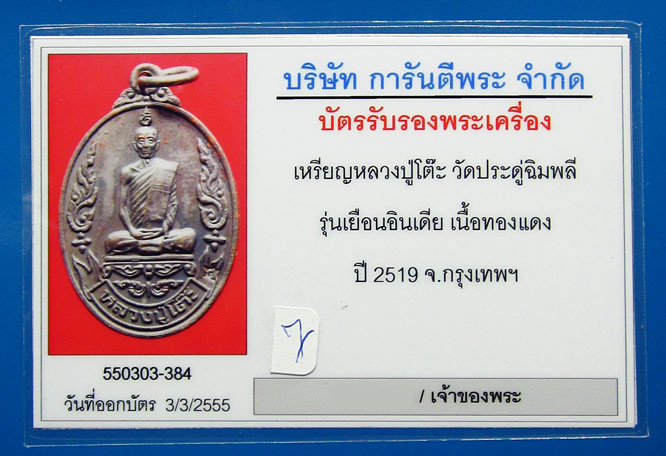 บริษัท การันตีพระ จำกัด
บัตรรับรองพระเครื่อง
เหรียญหลวงปู่โต๊ะ วัดประดู่ฉิมพลี
รุ่นเยือนอินเดีย เนื้อทองแดง
ปี 2519 จ.กรุงเทพฯ
หลวงปู่โต๊ะ
550303-384
วันที่ออกบัตร 3/3/2555
/ เจ้าของพระ